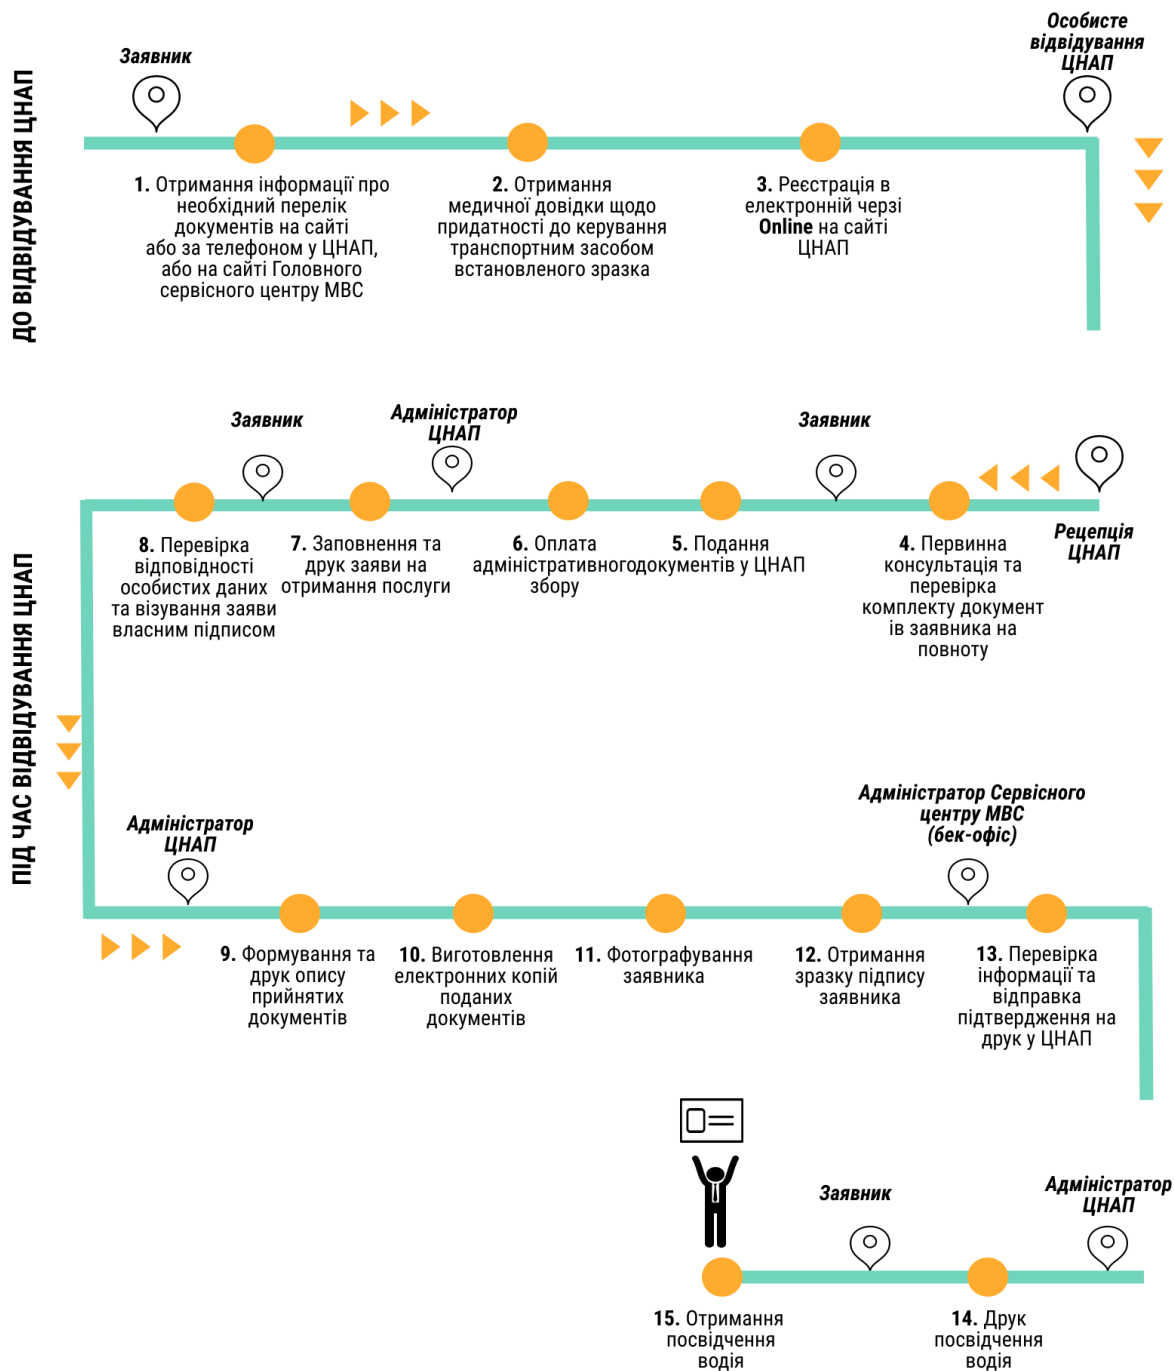 ДО ВІДВІДУВАННЯ ЦНАП
Заявник
Особисте
відвідування
ЦНАП
1. Отримання інформації про
необхідний перелік
документів на сайті
або за телефоном у ЦНАП,
або на сайті Головного
сервісного центру МВС
2. Отримання
медичної довідки щодо
придатності до керування
транспортним засобом
встановленого зразка
3. Реєстрація в
електронній черзі
Online на сайті
ЦНАП
ПІД ЧАС ВІДВІДУВАННЯ ЦНАП
Рецепція
ЦНАП
4. Первинна
консультація та
перевірка
комплекту документ
ів заявника на
повноту
Заявник
5. Подання
документів у ЦНАП
6. Оплата
адміністративного
збору
Адміністратор
ЦНАП
7. Заповнення та
друк заяви на
отримання послуги
Заявник
8. Перевірка
відповідності
особистих даних
та візування заяви
власним підписом
Адміністратор
ЦНАП
9. Формування та
друк опису
прийнятих
документів
10. Виготовлення
електронних копій
поданих
документів
11. Фотографування
заявника
12. Отримання
зразку підпису
заявника
Адміністратор Сервісного
центру МВС
(бек-офіс)
13. Перевірка
інформації та
відправка
підтвердження на
друк у ЦНАП
Адміністратор
ЦНАП
14. Друк
посвідчення
водія
Заявник
15. Отримання
посвідчення
водія